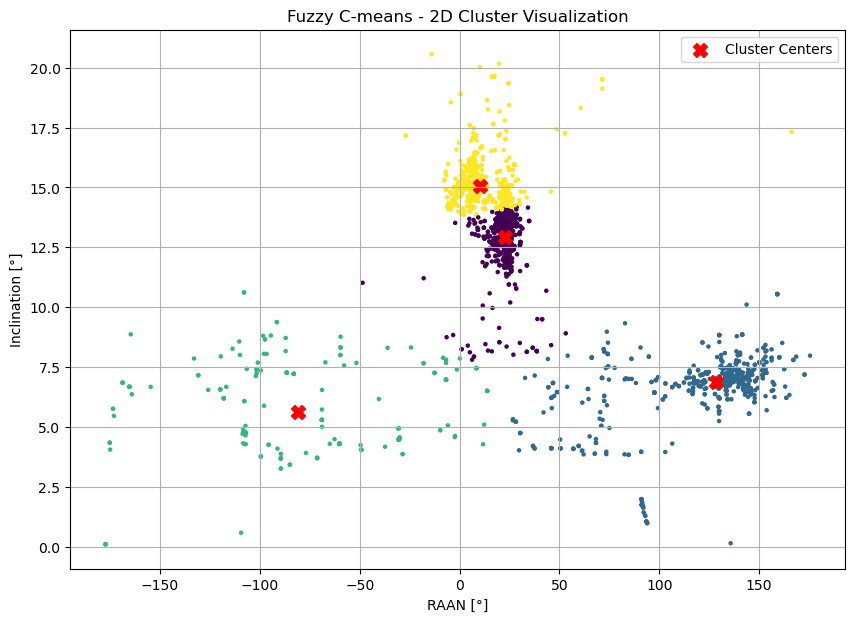 Fuzzy C-means - 2D Cluster Visualization
Cluster Centers
Inclination [°]
20.0
17.5
15.0
12.5
10.0
7.5
5.0
2.5
0.0
−150 −100 −50 0 50 100 150
RAAN [°]